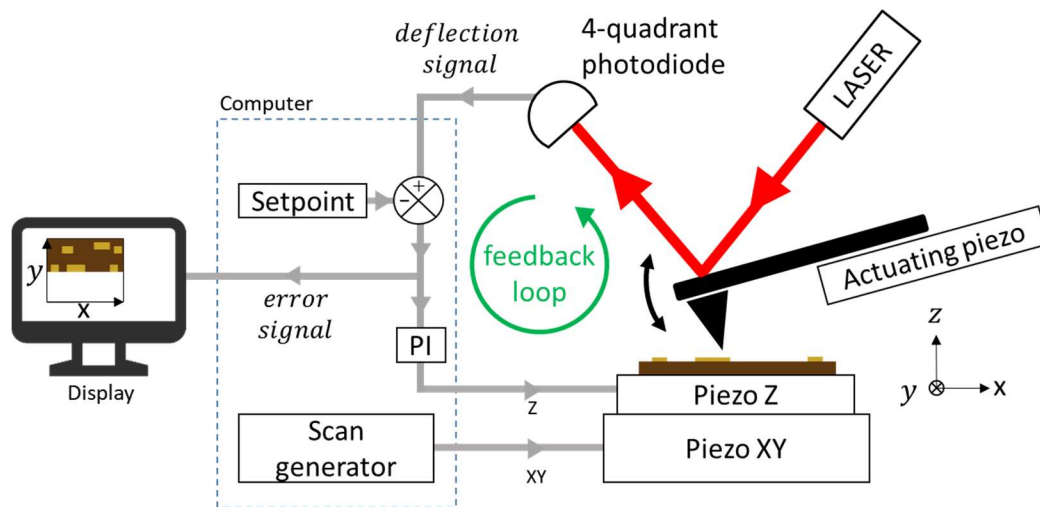 deflection
signal
4-quadrant
photodiode
LASER
Computer
+
Setpoint
-
feedback
loop
Actuating piezo
y
x
error
signal
PI
z
y
x
Display
Z
Piezo Z
Scan
generator
XY
Piezo XY